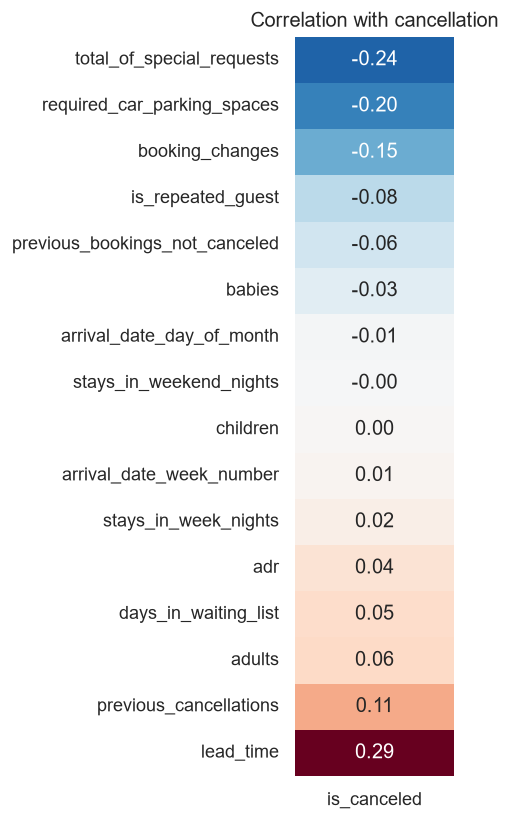 Correlation with cancellation
total_of_special_requests -0.24
required_car_parking_spaces -0.20
booking_changes -0.15
is_repeated_guest -0.08
previous_bookings_not_canceled -0.06
babies -0.03
arrival_date_day_of_month -0.01
stays_in_weekend_nights -0.00
children 0.00
arrival_date_week_number 0.01
stays_in_week_nights 0.02
adr 0.04
days_in_waiting_list 0.05
adults 0.06
previous_cancellations 0.11
lead_time 0.29
is_canceled